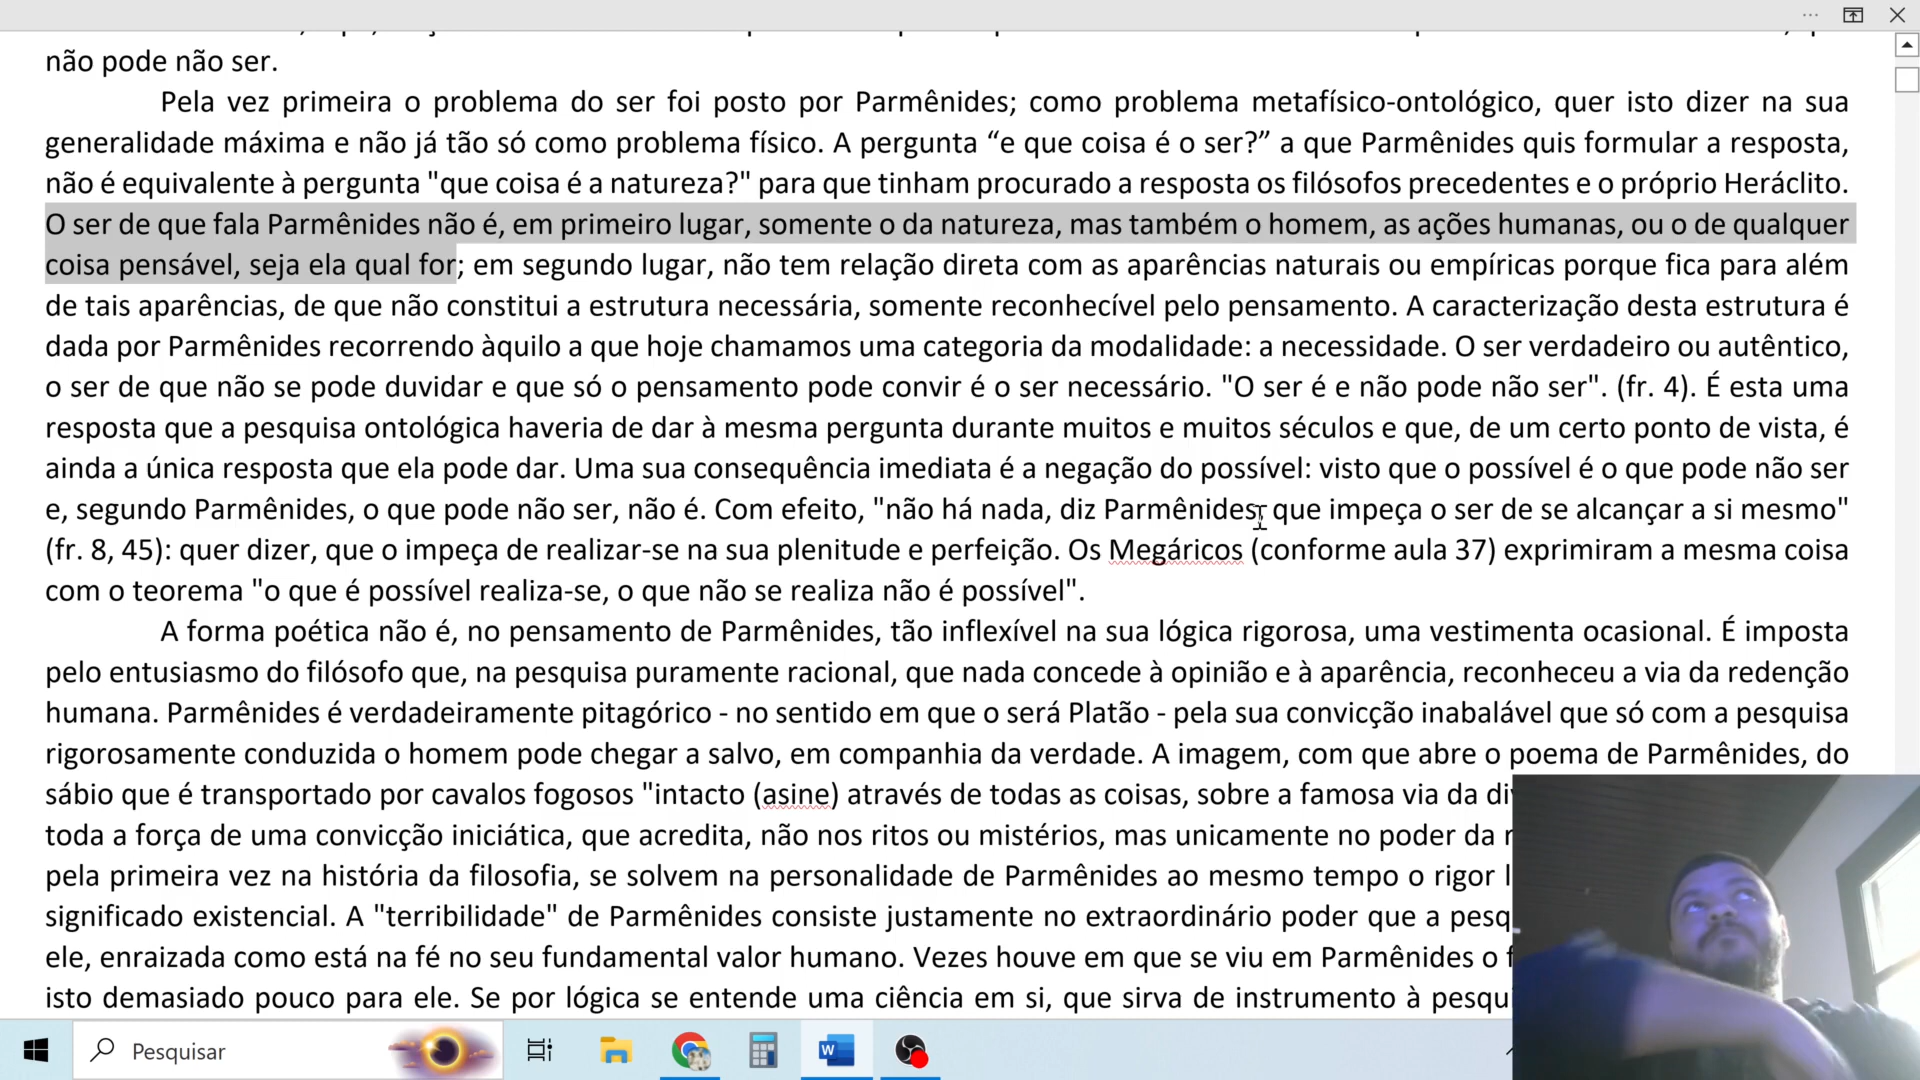 não pode não ser.
Pela vez primeira o problema do ser foi posto por Parmênides; como problema metafísico-ontológico, quer isto dizer na sua
generalidade máxima e não já tão só como problema físico. A pergunta “e que coisa é o ser?” a que Parmênides quis formular a resposta,
não é equivalente à pergunta "que coisa é a natureza?" para que tinham procurado a resposta os filósofos precedentes e o próprio Heráclito.
O ser de que fala Parmênides não é, em primeiro lugar, somente o da natureza, mas também o homem, as ações humanas, ou o de qualquer
coisa pensável, seja ela qual for; em segundo lugar, não tem relação direta com as aparências naturais ou empíricas porque fica para além
de tais aparências, de que não constitui a estrutura necessária, somente reconhecível pelo pensamento. A caracterização desta estrutura é
dada por Parmênides recorrendo àquilo a que hoje chamamos uma categoria da modalidade: a necessidade. O ser verdadeiro ou autêntico,
o ser de que não se pode duvidar e que só o pensamento pode convir é o ser necessário. "O ser é e não pode não ser". (fr. 4). É esta uma
resposta que a pesquisa ontológica haveria de dar à mesma pergunta durante muitos e muitos séculos e que, de um certo ponto de vista, é
ainda a única resposta que ela pode dar. Uma sua consequência imediata é a negação do possível: visto que o possível é o que pode não ser
e, segundo Parmênides, o que pode não ser, não é. Com efeito, "não há nada, diz Parmênides, que impeça o ser de se alcançar a si mesmo"
(fr. 8, 45): quer dizer, que o impeça de realizar-se na sua plenitude e perfeição. Os Megáricos (conforme aula 37) exprimiram a mesma coisa
com o teorema "o que é possível realiza-se, o que não se realiza não é possível".
A forma poética não é, no pensamento de Parmênides, tão inflexível na sua lógica rigorosa, uma vestimenta ocasional. É imposta
pelo entusiasmo do filósofo que, na pesquisa puramente racional, que nada concede à opinião e à aparência, reconheceu a via da redenção
humana. Parmênides é verdadeiramente pitagórico - no sentido em que o será Platão - pela sua convicção inabalável que só com a pesquisa
rigorosamente conduzida o homem pode chegar a salvo, em companhia da verdade. A imagem, com que abre o poema de Parmênides, do
sábio que é transportado por cavalos fogosos "intacto (asine) através de todas as coisas, sobre a famosa via da
toda a força de uma convicção iniciática, que acredita, não nos ritos ou mistérios, mas unicamente no poder da
pela primeira vez na história da filosofia, se solvem na personalidade de Parmênides ao mesmo tempo o rigor
significado existencial. A "terribilidade" de Parmênides consiste justamente no extraordinário poder que a
ele, enraizada como está na fé no seu fundamental valor humano. Vezes houve em que se viu em Parmênides o
isto demasiado pouco para ele. Se por lógica se entende uma ciência em si, que sirva de instrumento à
Pesquisar
W